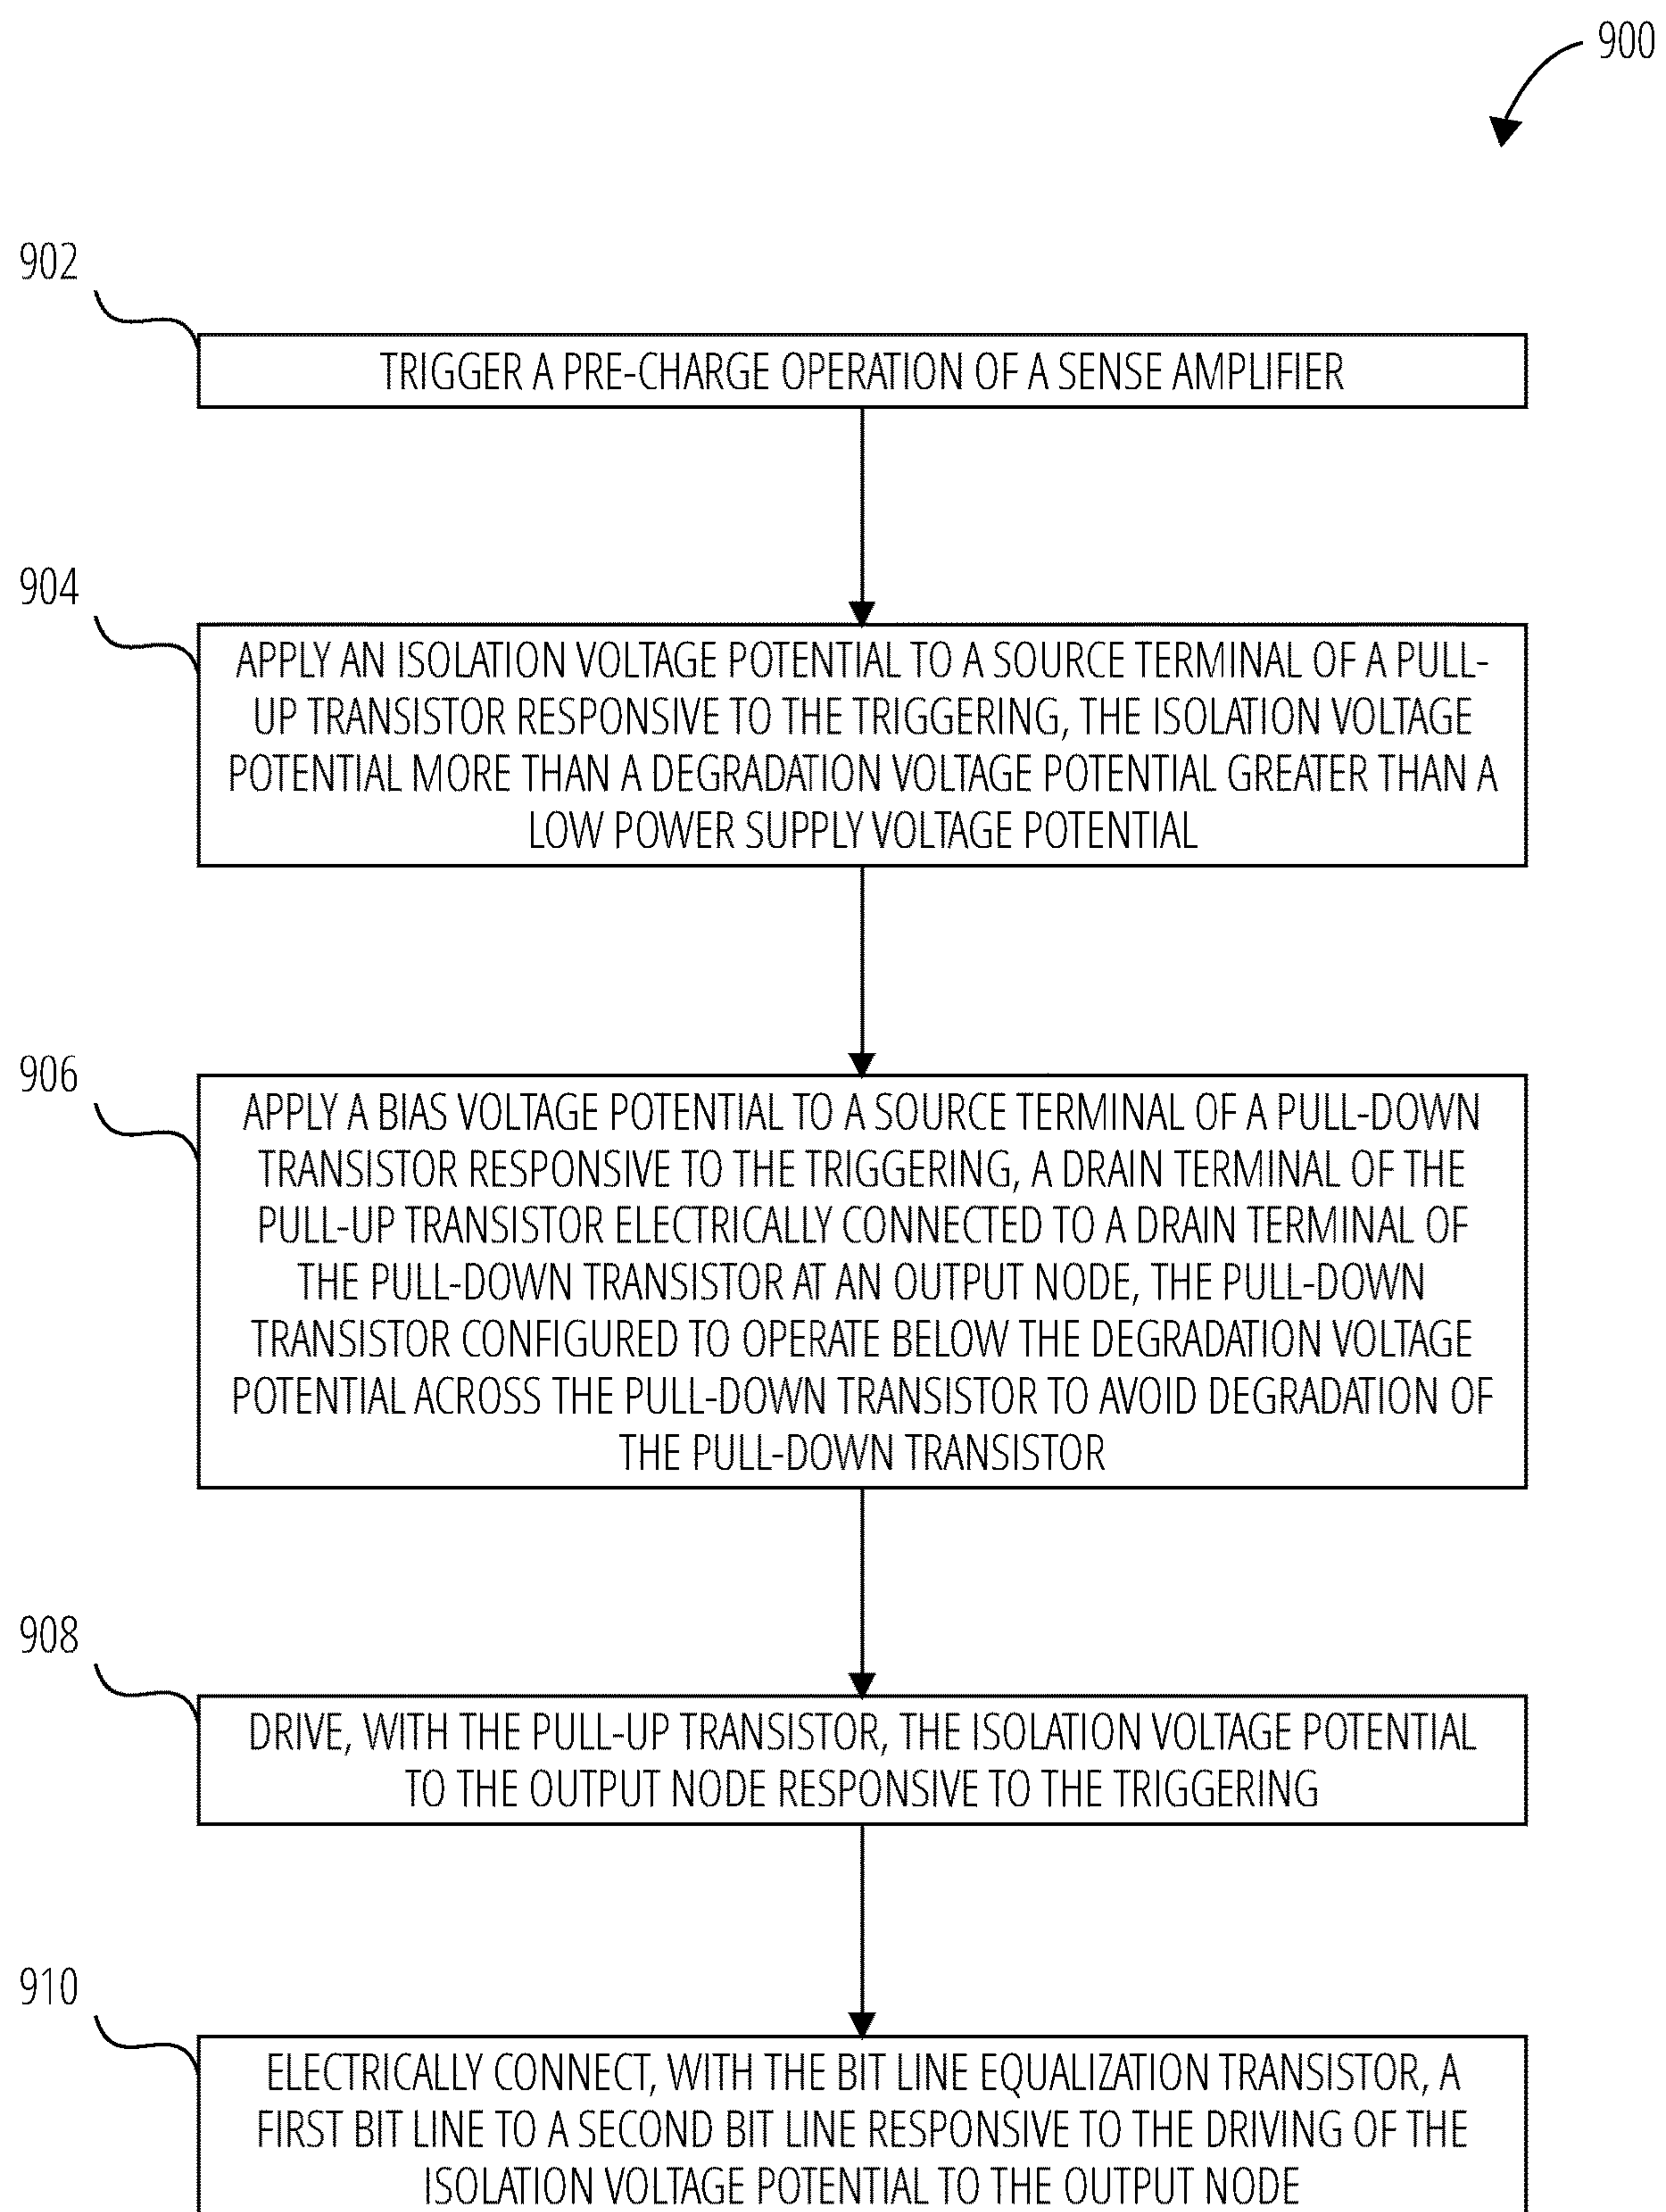 900
902
TRIGGER A PRE-CHARGE OPERATION OF A SENSE AMPLIFIER
904
APPLY AN ISOLATION VOLTAGE POTENTIAL TO A SOURCE TERMINAL OF A PULL-
UP TRANSISTOR RESPONSIVE TO THE TRIGGERING, THE ISOLATION VOLTAGE
POTENTIAL MORE THAN A DEGRADATION VOLTAGE POTENTIAL GREATER THAN A
LOW POWER SUPPLY VOLTAGE POTENTIAL
906
APPLY A BIAS VOLTAGE POTENTIAL TO A SOURCE TERMINAL OF A PULL-DOWN
TRANSISTOR RESPONSIVE TO THE TRIGGERING, A DRAIN TERMINAL OF THE
PULL-UP TRANSISTOR ELECTRICALLY CONNECTED TO A DRAIN TERMINAL OF
THE PULL-DOWN TRANSISTOR AT AN OUTPUT NODE, THE PULL-DOWN
TRANSISTOR CONFIGURED TO OPERATE BELOW THE DEGRADATION VOLTAGE
POTENTIAL ACROSS THE PULL-DOWN TRANSISTOR TO AVOID DEGRADATION OF
THE PULL-DOWN TRANSISTOR
908
DRIVE, WITH THE PULL-UP TRANSISTOR, THE ISOLATION VOLTAGE POTENTIAL
TO THE OUTPUT NODE RESPONSIVE TO THE TRIGGERING
910
ELECTRICALLY CONNECT, WITH THE BIT LINE EQUALIZATION TRANSISTOR, A
FIRST BIT LINE TO A SECOND BIT LINE RESPONSIVE TO THE DRIVING OF THE
ISOLATION VOLTAGE POTENTIAL TO THE OUTPUT NODE